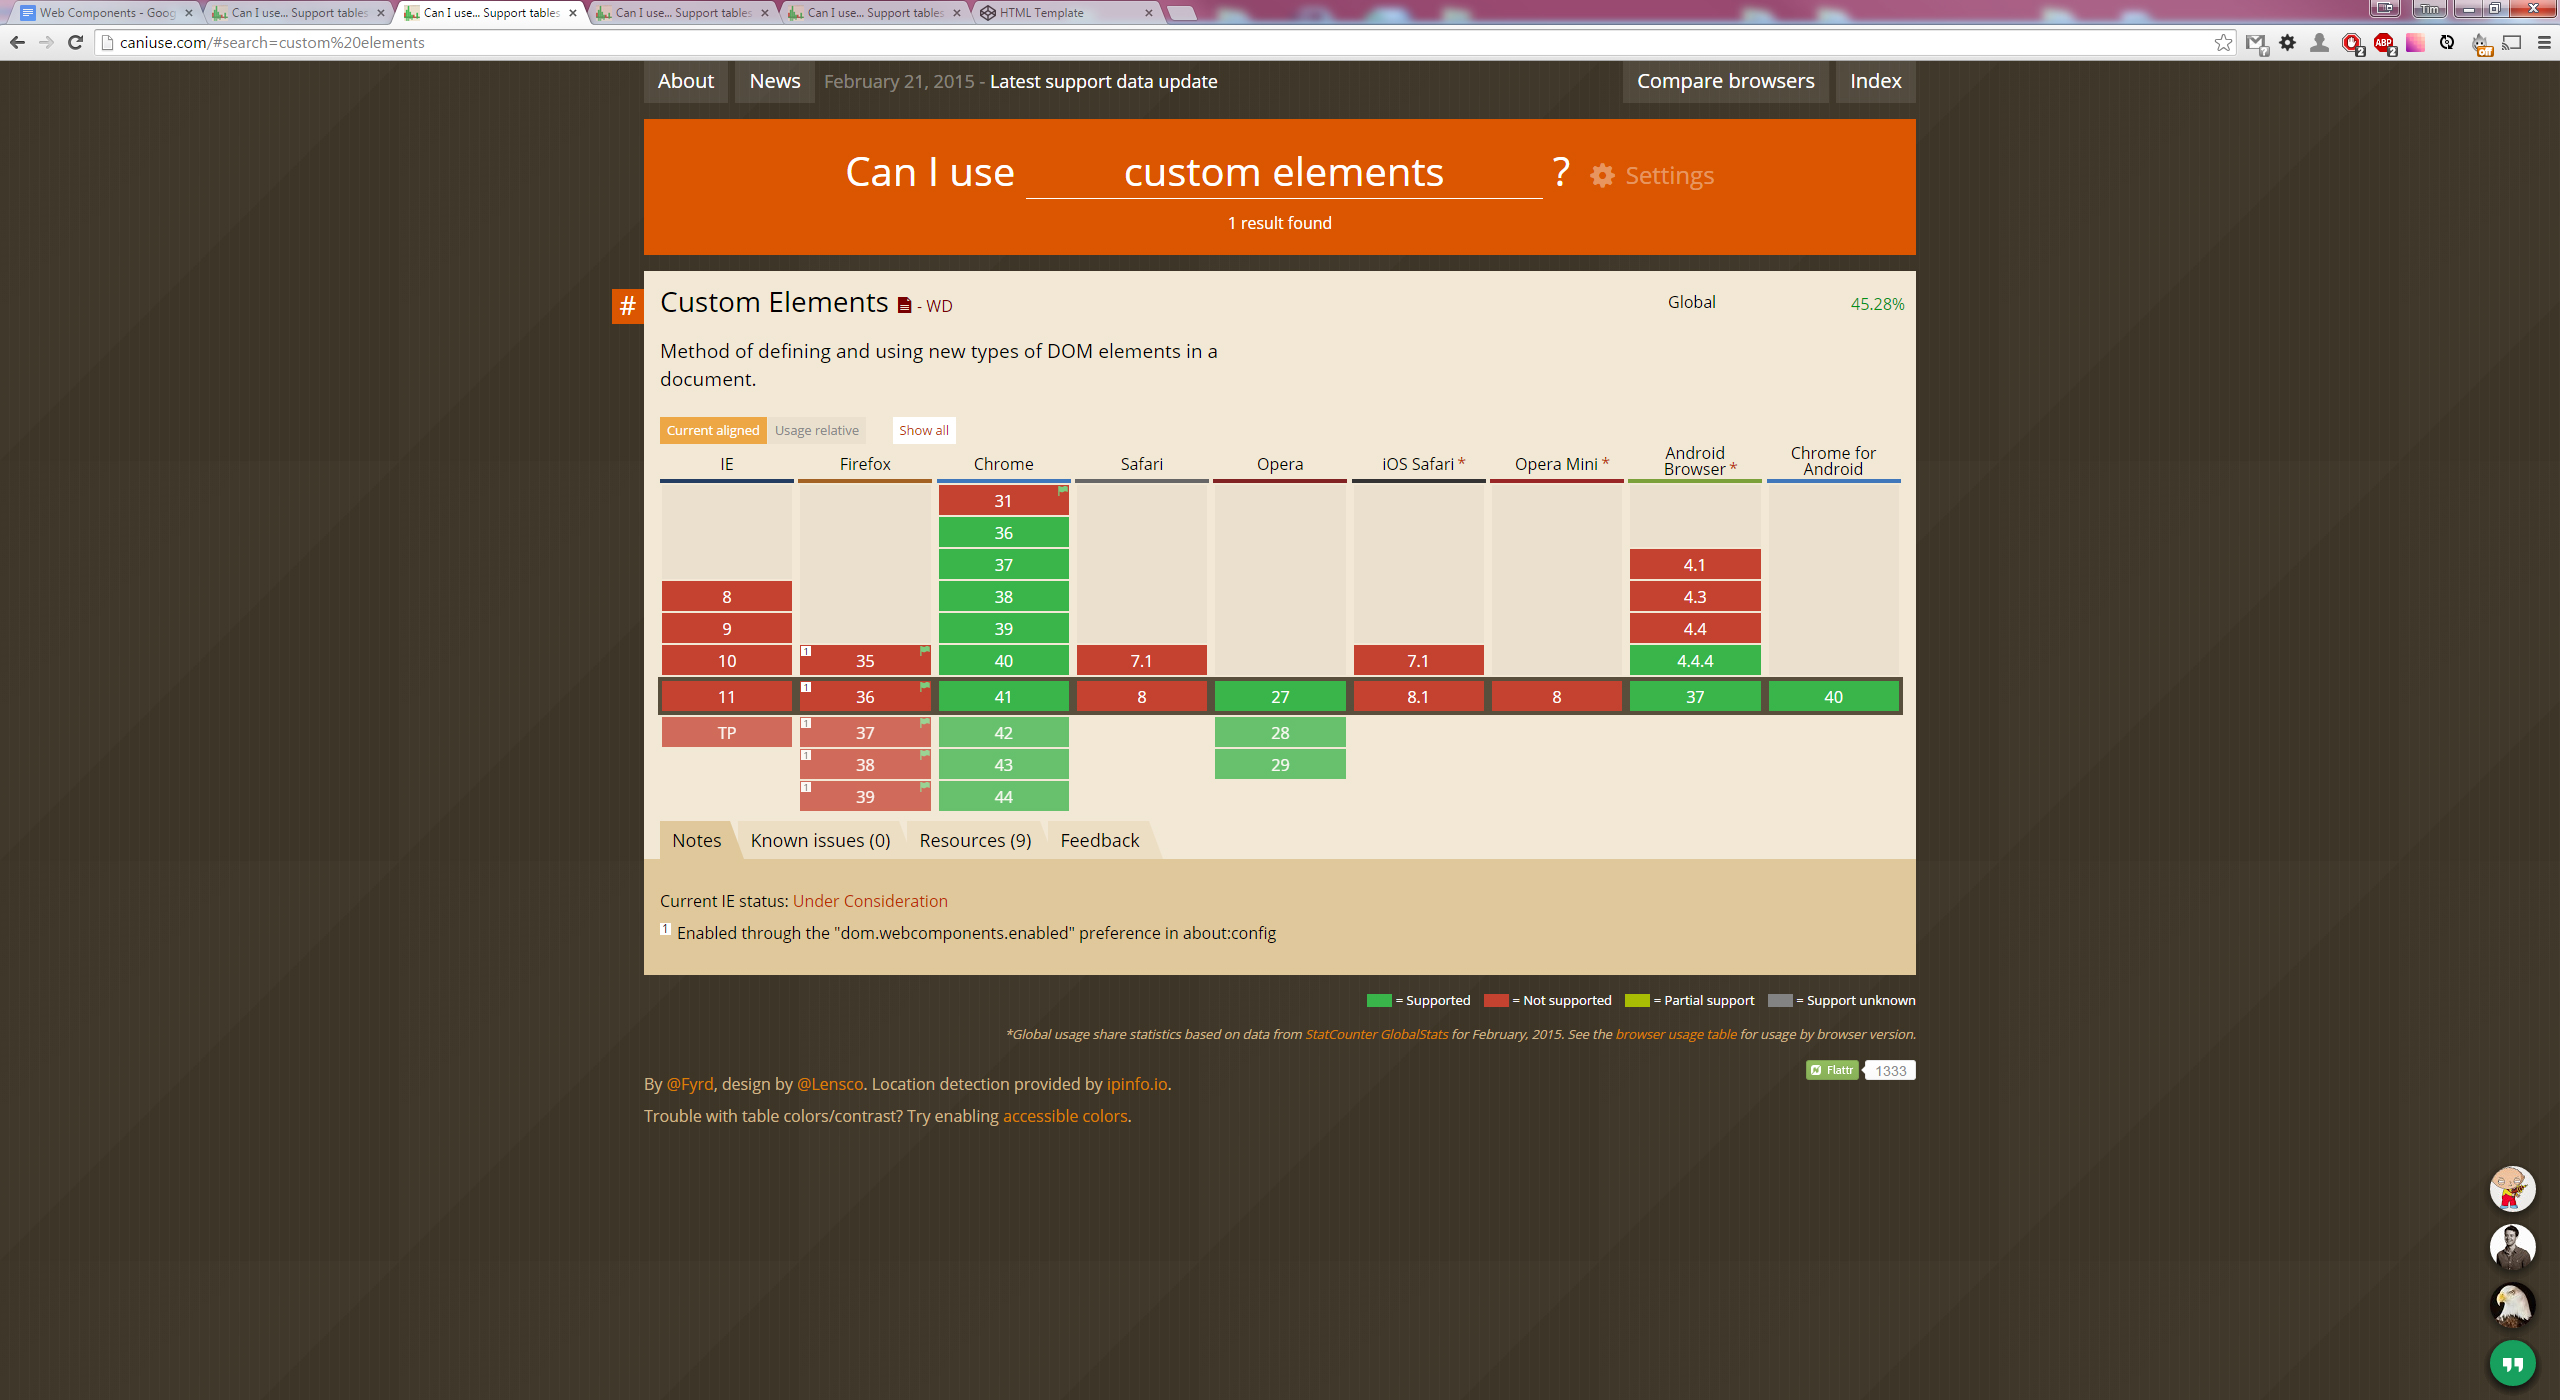 Web Components - Goog
Can I use... Support tables
Can I use... Support tables
Can I use... Support tables
Can I use... Support tables
HTML Template
Tim
caniuse.com/#search=custom%20elements
2
ABP
2
off
About
News
February 21, 2015 - Latest support data update
Compare browsers
Index
Can I use custom elements ?
Settings
1 result found
#
Custom Elements - WD
Global
45.28%
Method of defining and using new types of DOM elements in a
document.
Current aligned
Usage relative
Show all
IE
Firefox
Chrome
Safari
Opera
iOS Safari *
Opera Mini *
Android
Browser *
Chrome for
Android
31
36
37
4.1
8 38 4.3
9 39 4.4
10 1 35 40 7.1 7.1 4.4.4
11 1 36 41 8 27 8.1 8 37 40
TP 1 37 42 28
1 38 43 29
1 39 44
Notes
Known issues (0)
Resources (9)
Feedback
Current IE status: Under Consideration
1 Enabled through the "dom.webcomponents.enabled" preference in about:config
= Supported = Not supported = Partial support = Support unknown
*Global usage share statistics based on data from StatCounter GlobalStats for February, 2015. See the browser usage table for usage by browser version.
Flattr 1333
By @Fyrd, design by @Lensco. Location detection provided by ipinfo.io.
Trouble with table colors/contrast? Try enabling accessible colors.